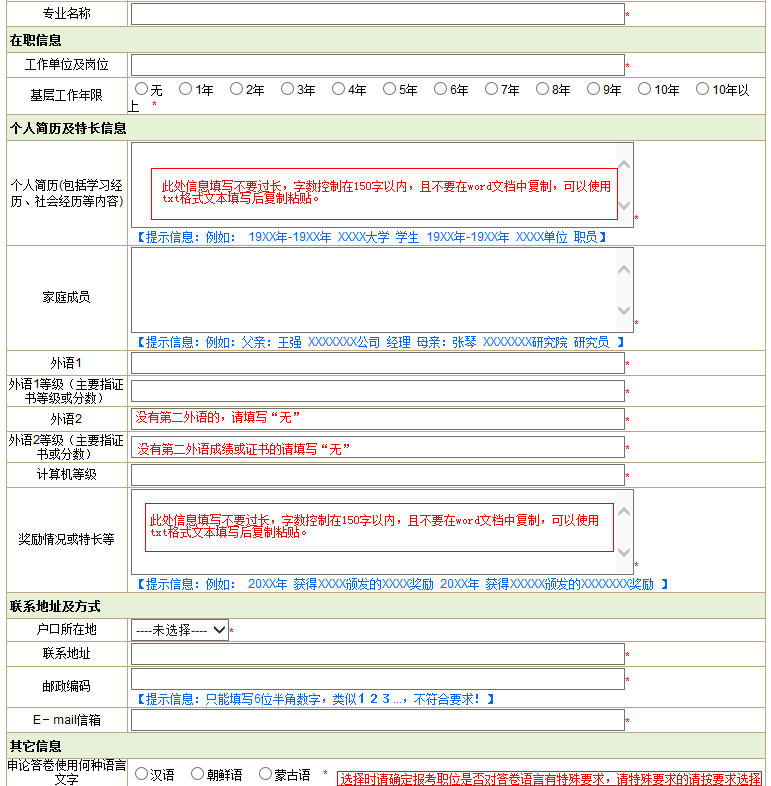 专业名称 *
在职信息
工作单位及岗位 *
基层工作年限 无 1年 2年 3年 4年 5年 6年 7年 8年 9年 10年 10年以
上 *
个人简历及特长信息
个人简历(包括学习经
历、社会经历等内容)
此处信息填写不要过长，字数控制在150字以内，且不要在word文档中复制，可以使用
txt格式文本填写后复制粘贴。
*
【提示信息：例如： 19XX年-19XX年 XXXX大学 学生 19XX年-19XX年 XXXX单位 职员】
家庭成员 *
【提示信息：例如：父亲：王强 XXXXXXX公司 经理 母亲：张琴 XXXXXXX研究院 研究员 】
外语1 *
外语1等级（主要指证
书等级或分数） *
外语2 没有第二外语的，请填写“无” *
外语2等级（主要指证
书或分数） 没有第二外语成绩或证书的请填写“无” *
计算机等级 *
奖励情况或特长等
此处信息填写不要过长，字数控制在150字以内，且不要在word文档中复制，可以使用
txt格式文本填写后复制粘贴。
*
【提示信息：例如： 20XX年 获得XXXX颁发的XXXX奖励 20XX年 获得XXXXX颁发的XXXXXXX奖励 】
联系地址及方式
户口所在地 ----未选择---- *
联系地址 *
邮政编码 *
【提示信息：只能填写6位半角数字，类似１２３...，不符合要求！】
E－mail信箱 *
其它信息
申论答卷使用何种语言
文字 汉语 朝鲜语 蒙古语 * 选择时请确定报考职位是否对答卷语言有特殊要求，请特殊要求的请按要求选择